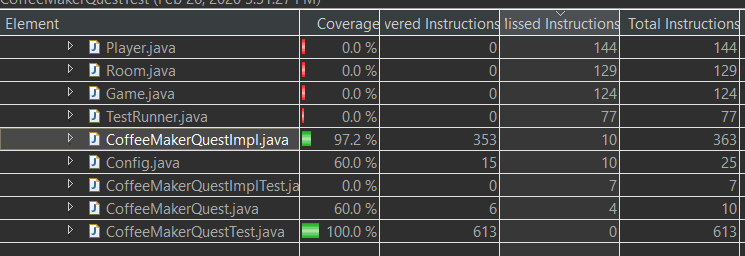 CoffeeMakerQuestTest (Feb 26, 2020 5:51:27 PM)
Element Coverage vered Instructions lissed Instructions Total Instructions
Player.java 0.0 % 0 144 144
Room.java 0.0 % 0 129 129
Game.java 0.0 % 0 124 124
TestRunner.java 0.0 % 0 77 77
CoffeeMakerQuestImpl.java 97.2 % 353 10 363
Config.java 60.0 % 15 10 25
CoffeeMakerQuestImplTest.ja 0.0 % 0 7 7
CoffeeMakerQuest.java 60.0 % 6 4 10
CoffeeMakerQuestTest.java 100.0 % 613 0 613